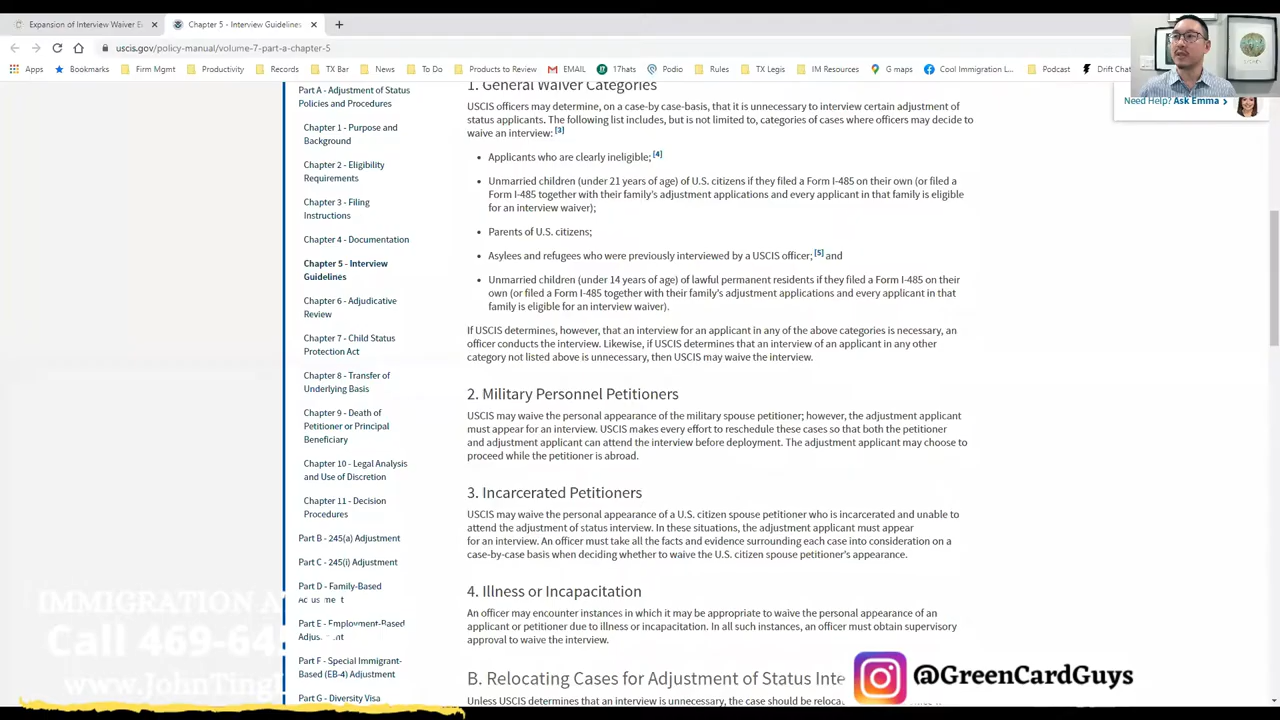 Expansion of Interview Waiver E
Chapter 5 - Interview Guidelines
uscis.gov/policy-manual/volume-7-part-a-chapter-5
Apps
Bookmarks
Firm Mgmt
Productivity
Records
TX Bar
News
To Do
Products to Review
EMAIL
17hats
Podio
Rules
TX Legis
IM Resources
G maps
Cool Immigration L...
Podcast
Drift Chat
Need Help? Ask Emma
Part A - Adjustment of Status
Policies and Procedures
Chapter 1 - Purpose and
Background
Chapter 2 - Eligibility
Requirements
Chapter 3 - Filing
Instructions
Chapter 4 - Documentation
Chapter 5 - Interview
Guidelines
Chapter 6 - Adjudicative
Review
Chapter 7 - Child Status
Protection Act
Chapter 8 - Transfer of
Underlying Basis
Chapter 9 - Death of
Petitioner or Principal
Beneficiary
Chapter 10 - Legal Analysis
and Use of Discretion
Chapter 11 - Decision
Procedures
Part B - 245(a) Adjustment
Part C - 245(i) Adjustment
Part D - Family-Based
Part E - Employment-Based
Part F - Special Immigrant-
Based (EB-4) Adjustment
Part G - Diversity Visa
1. General Waiver Categories
USCIS officers may determine, on a case-by case-basis, that it is unnecessary to interview certain adjustment of
status applicants. The following list includes, but is not limited to, categories of cases where officers may decide to
waive an interview: [3]
• Applicants who are clearly ineligible; [4]
• Unmarried children (under 21 years of age) of U.S. citizens if they filed a Form I-485 on their own (or filed a
Form I-485 together with their family's adjustment applications and every applicant in that family is eligible
for an interview waiver);
• Parents of U.S. citizens;
• Asylees and refugees who were previously interviewed by a USCIS officer; [5] and
• Unmarried children (under 14 years of age) of lawful permanent residents if they filed a Form I-485 on their
own (or filed a Form I-485 together with their family's adjustment applications and every applicant in that
family is eligible for an interview waiver).
If USCIS determines, however, that an interview for an applicant in any of the above categories is necessary, an
officer conducts the interview. Likewise, if USCIS determines that an interview of an applicant in any other
category not listed above is unnecessary, then USCIS may waive the interview.
2. Military Personnel Petitioners
USCIS may waive the personal appearance of the military spouse petitioner; however, the adjustment applicant
must appear for an interview. USCIS makes every effort to reschedule these cases so that both the petitioner
and adjustment applicant can attend the interview before deployment. The adjustment applicant may choose to
proceed while the petitioner is abroad.
3. Incarcerated Petitioners
USCIS may waive the personal appearance of a U.S. citizen spouse petitioner who is incarcerated and unable to
attend the adjustment of status interview. In these situations, the adjustment applicant must appear
for an interview. An officer must take all the facts and evidence surrounding each case into consideration on a
case-by-case basis when deciding whether to waive the U.S. citizen spouse petitioner's appearance.
4. Illness or Incapacitation
An officer may encounter instances in which it may be appropriate to waive the personal appearance of an
applicant or petitioner due to illness or incapacitation. In all such instances, an officer must obtain supervisory
approval to waive the interview.
B. Relocating Cases for Adjustment of Status Inte
Unless USCIS determines that an interview is unnecessary, the case should be reloca
IMMIGRATION A
Call 469-64
www.JohnTingL
@GreenCardGuys